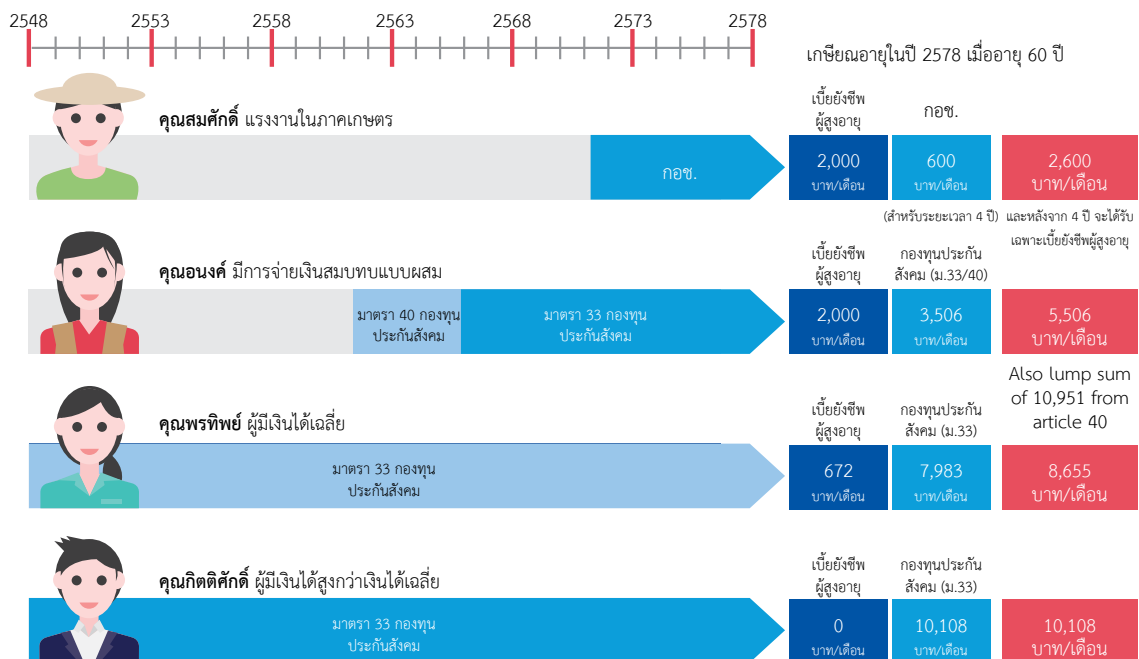 2548 2553 2558 2563 2568 2573 2578
เกษียณอายุในปี 2578 เมื่ออายุ 60 ปี
คุณสมศักดิ์ แรงงานในภาคเกษตร
เบี้ยยังชีพ
ผู้สูงอายุ
กอช.
กอช.
2,000
บาท/เดือน
600
บาท/เดือน
2,600
บาท/เดือน
(สำหรับระยะเวลา 4 ปี)
และหลังจาก 4 ปี จะได้รับ
เฉพาะเบี้ยยังชีพผู้สูงอายุ
คุณอนงค์ มีการจ่ายเงินสมบทบแบบผสม
เบี้ยยังชีพ
ผู้สูงอายุ
กองทุนประกัน
สังคม (ม.33/40)
มาตรา 40 กองทุน
ประกันสังคม
มาตรา 33 กองทุน
ประกันสังคม
2,000
บาท/เดือน
3,506
บาท/เดือน
5,506
บาท/เดือน
Also lump sum
of 10,951 from
article 40
คุณพรทิพย์ ผู้มีเงินได้เฉลี่ย
เบี้ยยังชีพ
ผู้สูงอายุ
กองทุนประกัน
สังคม (ม.33)
มาตรา 33 กองทุน
ประกันสังคม
672
บาท/เดือน
7,983
บาท/เดือน
8,655
บาท/เดือน
คุณกิตติศักดิ์ ผู้มีเงินได้สูงกว่าเงินได้เฉลี่ย
เบี้ยยังชีพ
ผู้สูงอายุ
กองทุนประกัน
สังคม (ม.33)
มาตรา 33 กองทุน
ประกันสังคม
0
บาท/เดือน
10,108
บาท/เดือน
10,108
บาท/เดือน